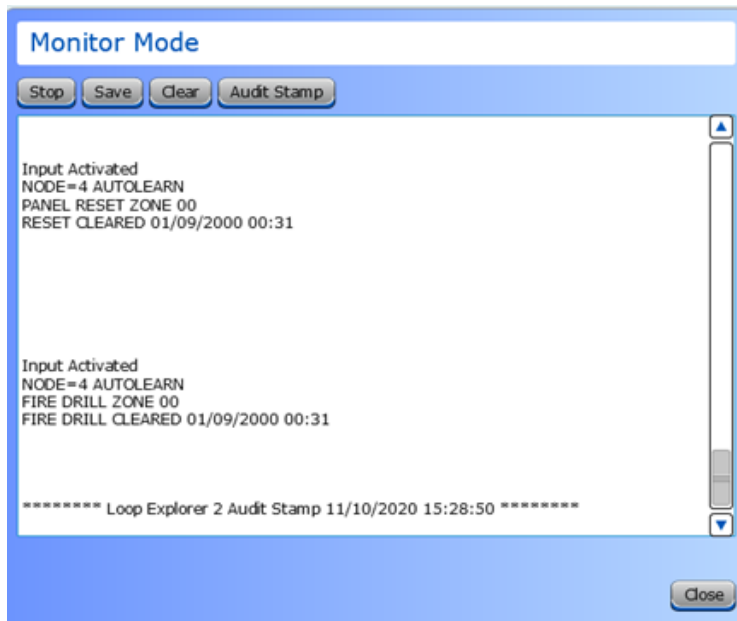 Monitor Mode
Stop Save Clear Audit Stamp
Input Activated
NODE=4 AUTOLEARN
PANEL RESET ZONE 00
RESET CLEARED 01/09/2000 00:31
Input Activated
NODE=4 AUTOLEARN
FIRE DRILL ZONE 00
FIRE DRILL CLEARED 01/09/2000 00:31
******** Loop Explorer 2 Audit Stamp 11/10/2020 15:28:50 ********
Close